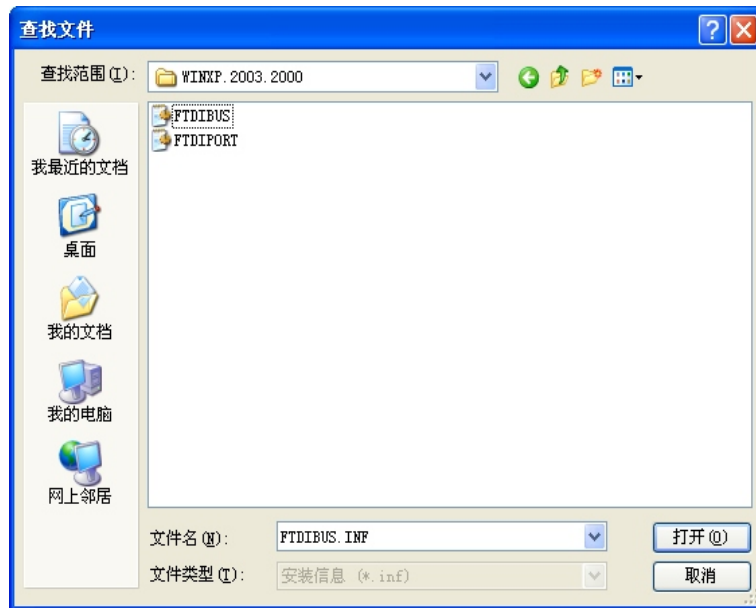 查找文件
查找范围(I):
WINXP.2003.2000
FTDIBUS
FTDIPORT
我最近的文档
桌面
我的文档
我的电脑
网上邻居
文件名(N):
FTDIBUS.INF
打开(O)
文件类型(T):
安装信息 (*.inf)
取消